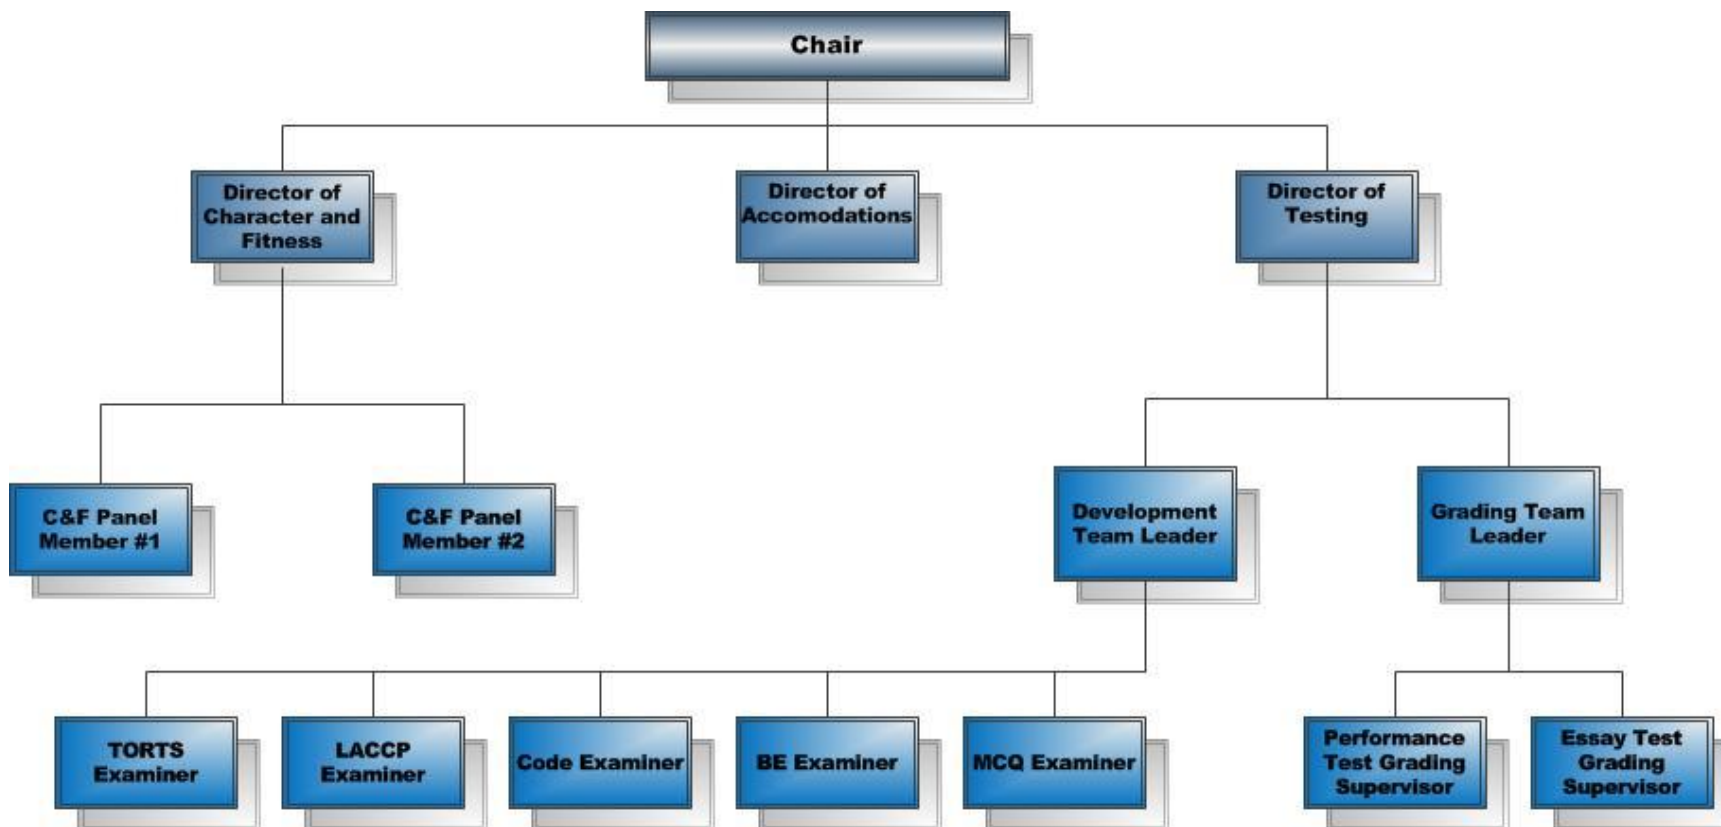 Chair
Director of
Character and
Fitness
Director of
Accomodations
Director of
Testing
C&F Panel
Member #1
C&F Panel
Member #2
Development
Team Leader
Grading Team
Leader
TORTS
Examiner
LACCP
Examiner
Code Examiner
BE Examiner
MCQ Examiner
Performance
Test Grading
Supervisor
Essay Test
Grading
Supervisor